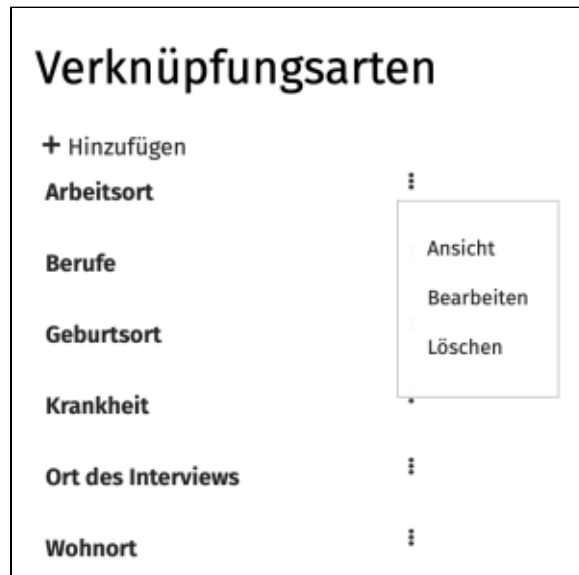 Verknüpfungsarten
+ Hinzufügen
Arbeitsort
Ansicht
Berufe
Bearbeiten
Geburtsort
Löschen
Krankheit
Ort des Interviews
Wohnort